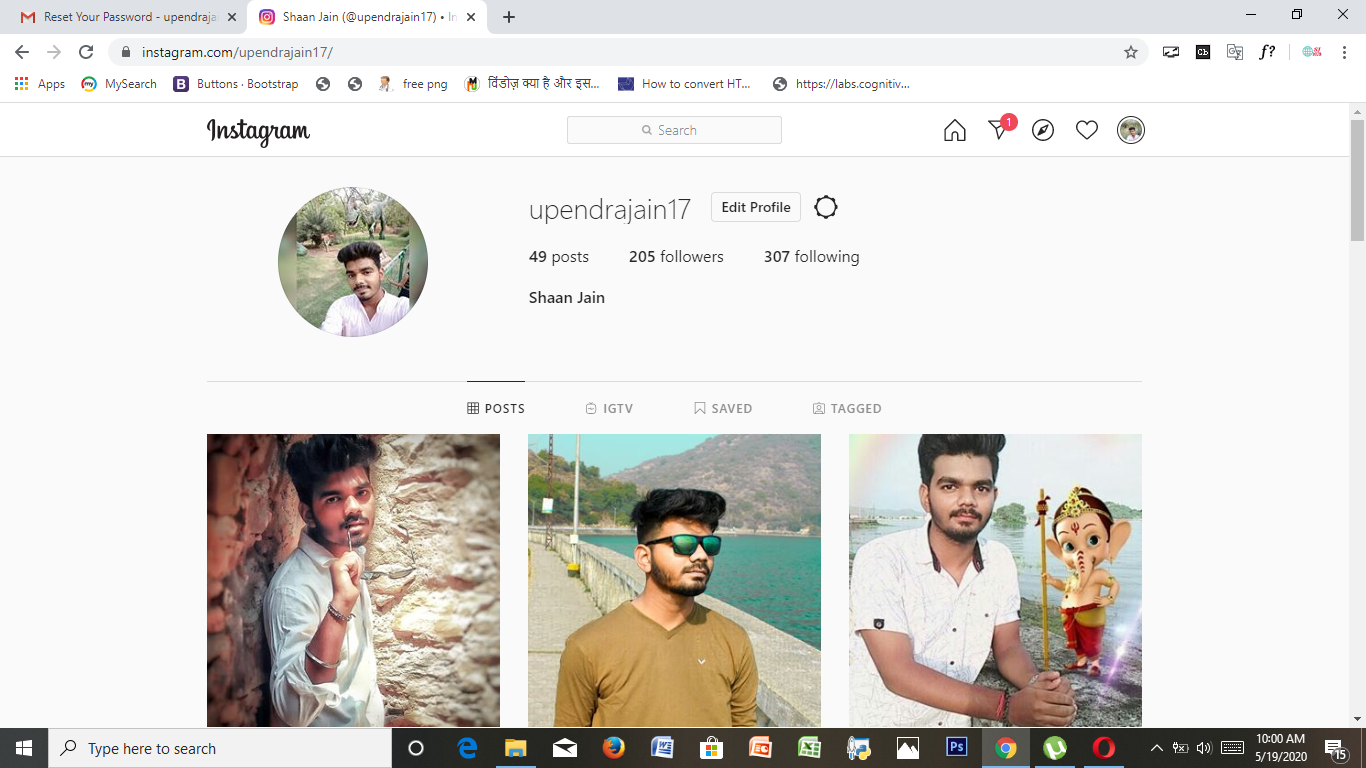 Reset Your Password - upendraja
Shaan Jain (@upendrajain17) • In
instagram.com/upendrajain17/
f?
Apps
MySearch
Buttons · Bootstrap
free png
विंडोज़ क्या है और इस...
How to convert HT...
https://labs.cognitiv...
Instagram
Search
1
upendrajain17
Edit Profile
49 posts 205 followers 307 following
Shaan Jain
POSTS IGTV SAVED TAGGED
Type here to search
Ps
10:00 AM
5/19/2020
15